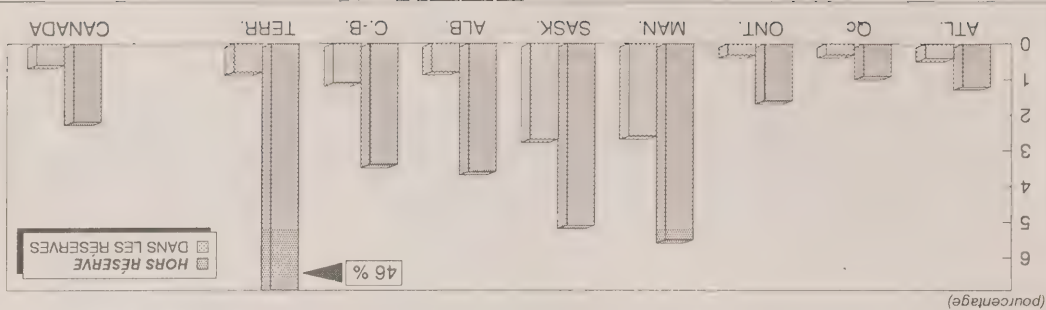 (pourcentage)
46 %
HORS RÉSERVE
DANS LES RÉSERVES
6
5
4
3
2
1
0
ATL. Qc ONT. MAN. SASK ALB. C.-B. TERR. CANADA